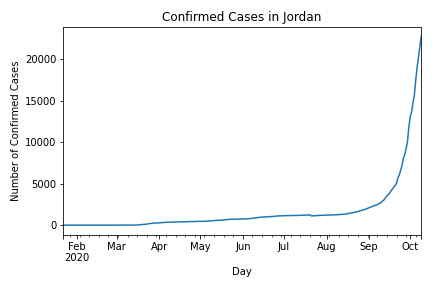 Confirmed Cases in Jordan
Number of Confirmed Cases
20000
15000
10000
5000
0
Feb Mar Apr May Jun Jul Aug Sep Oct
2020
Day